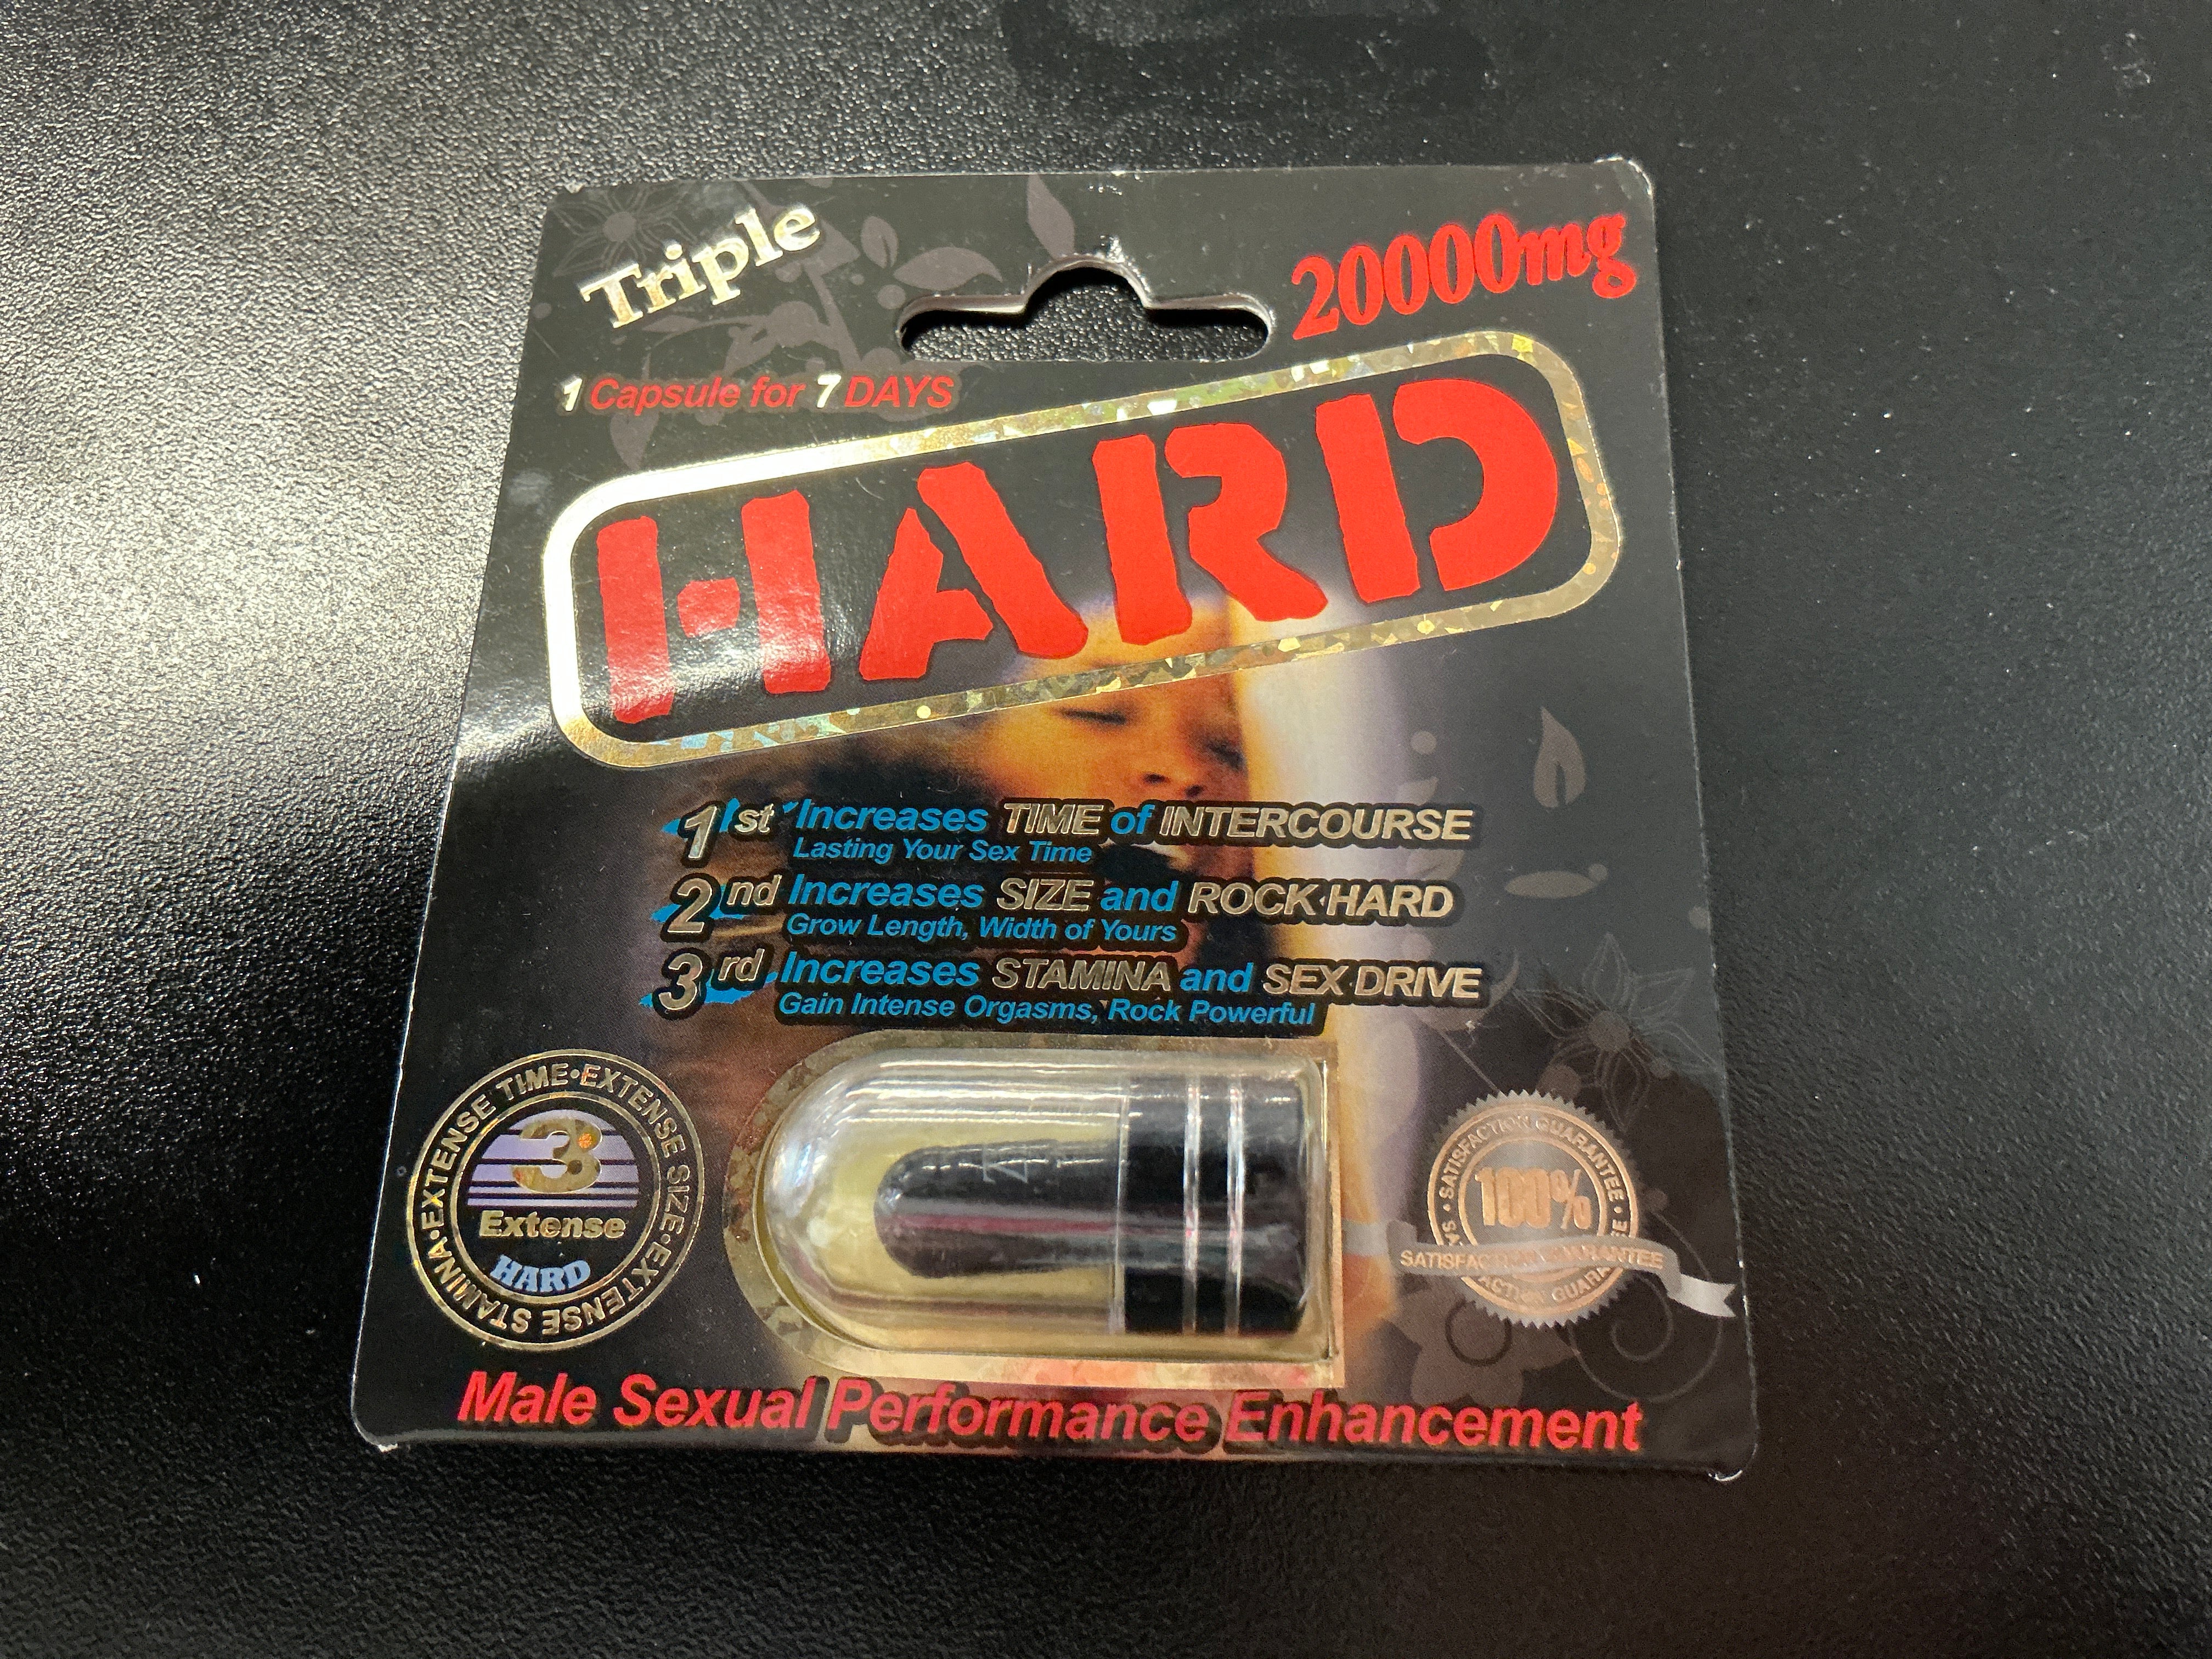 Triple
20000mg
1 Capsule for 7 DAYS
HARD
1st Increases TIME of INTERCOURSE
Lasting Your Sex Time
2nd Increases SIZE and ROCK HARD
Grow Length, Width of Yours
3rd Increases STAMINA and SEX DRIVE
Gain Intense Orgasms, Rock Powerful
EXTENSE TIME•EXTENSE SIZE•EXTENSE STAMINA•
3
Extense
HARD
• SATISFACTION GUARANTEE •
100%
SATISFACTION GUARANTEE
Male Sexual Performance Enhancement